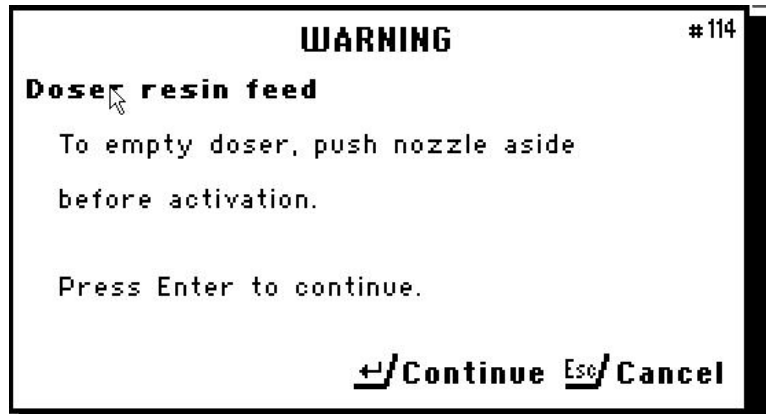 WARNING
#114
Doser resin feed
To empty doser, push nozzle aside
before activation.
Press Enter to continue.
↵/Continue Esc/Cancel